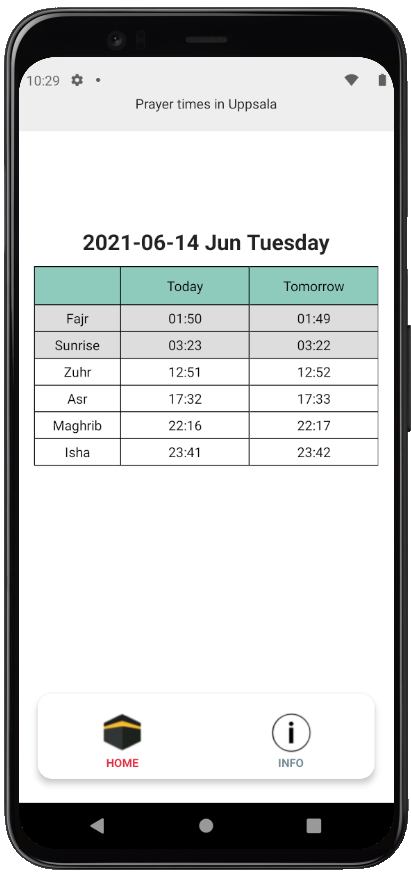 10:29
Prayer times in Uppsala
2021-06-14 Jun Tuesday
Today Tomorrow
Fajr 01:50 01:49
Sunrise 03:23 03:22
Zuhr 12:51 12:52
Asr 17:32 17:33
Maghrib 22:16 22:17
Isha 23:41 23:42
HOME INFO